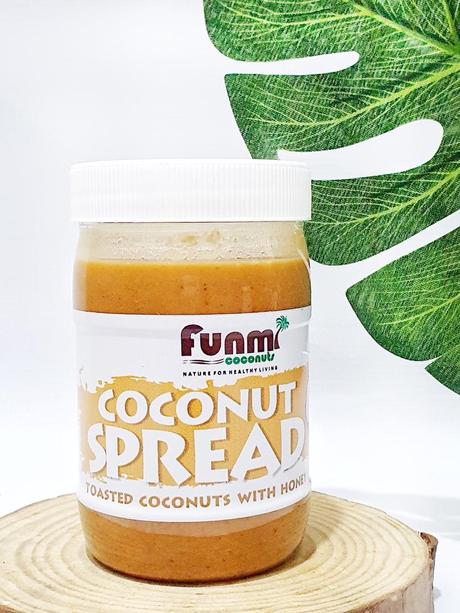 Funmi
coconuts
NATURE FOR HEALTHY LIVING
COCONUT
SPREAD
TOASTED COCONUTS WITH HONEY